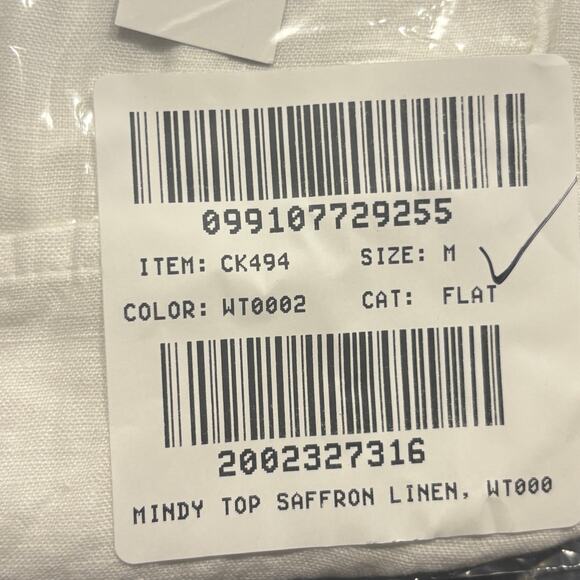 099107729255
ITEM: CK494 SIZE: M
COLOR: WT0002 CAT: FLAT
2002327316
MINDY TOP SAFFRON LINEN, WT000